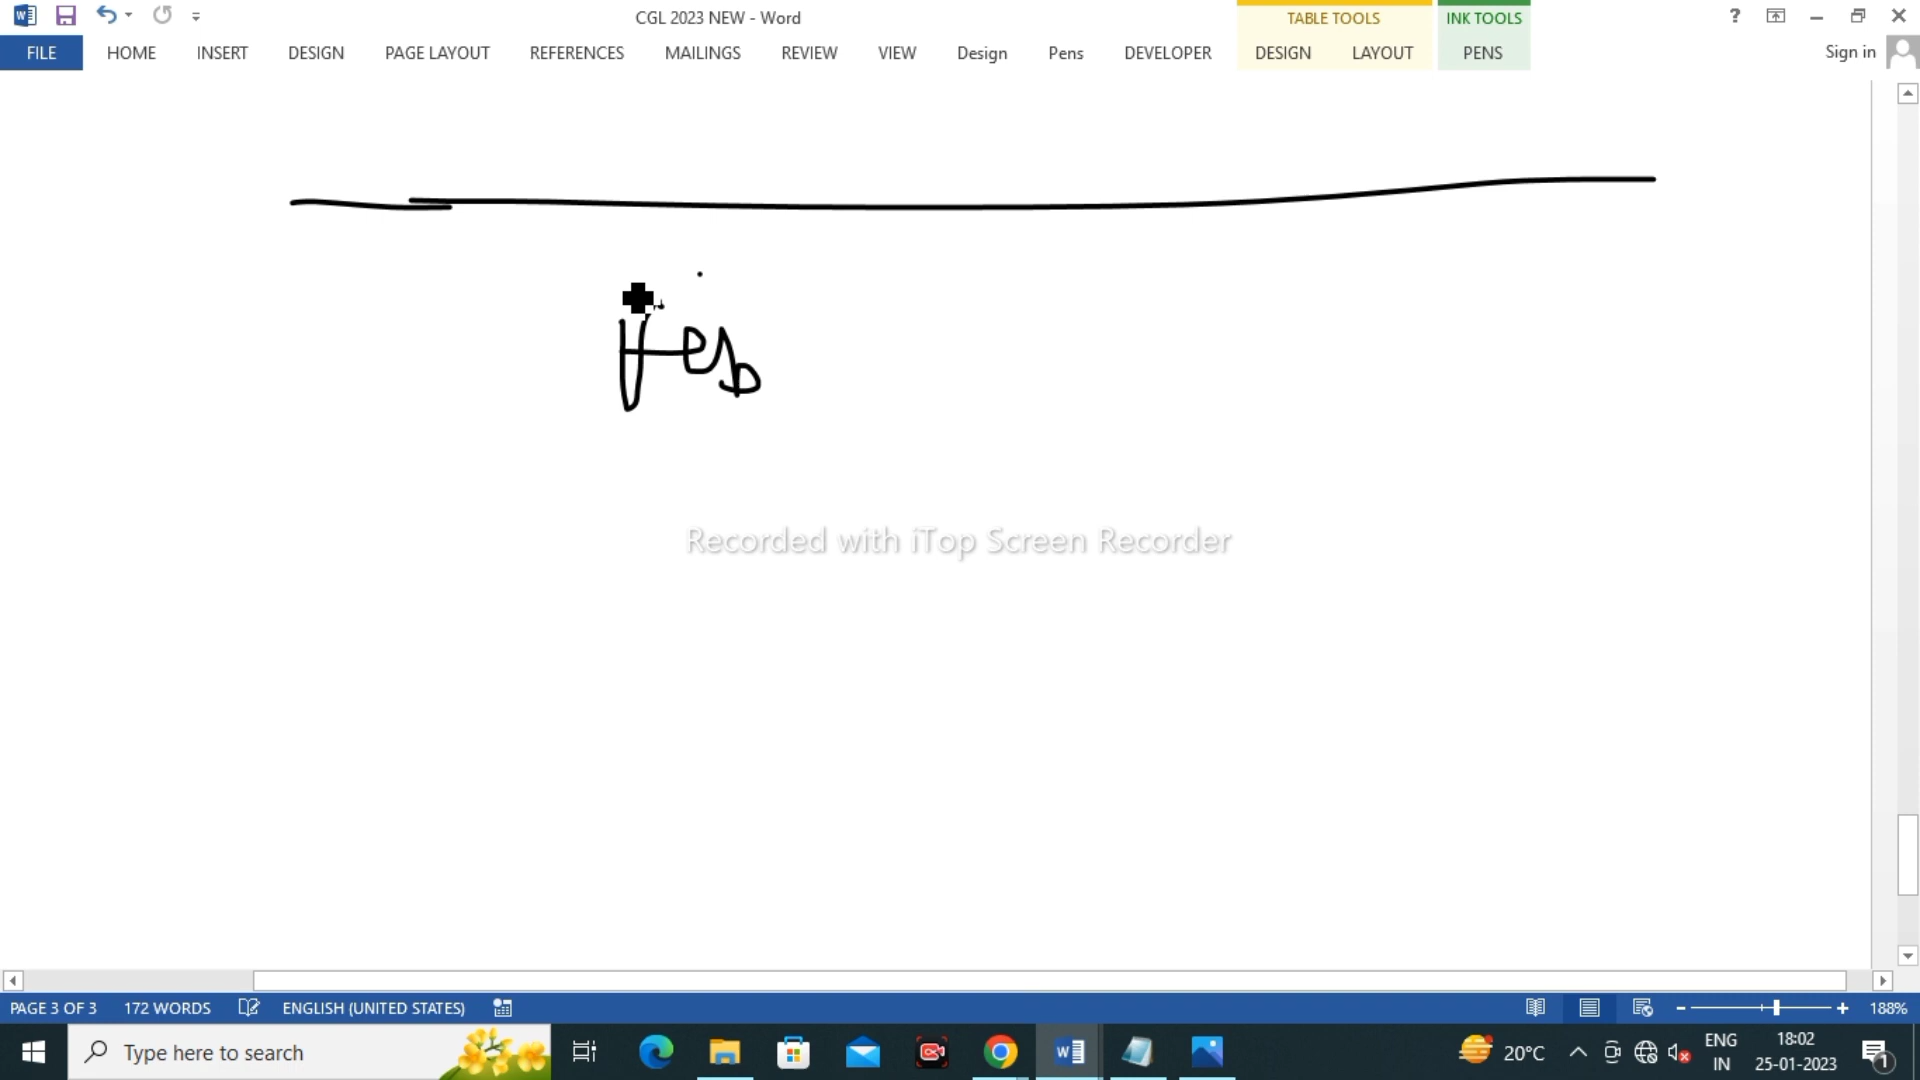 CGL 2023 NEW - Word
TABLE TOOLS
INK TOOLS
?
FILE HOME INSERT DESIGN PAGE LAYOUT REFERENCES MAILINGS REVIEW VIEW Design Pens DEVELOPER DESIGN LAYOUT PENS
Sign in
Recorded with iTop Screen Recorder
PAGE 3 OF 3 172 WORDS ENGLISH (UNITED STATES) 188%
Type here to search
20°C
ENG
IN
18:02
25-01-2023
1